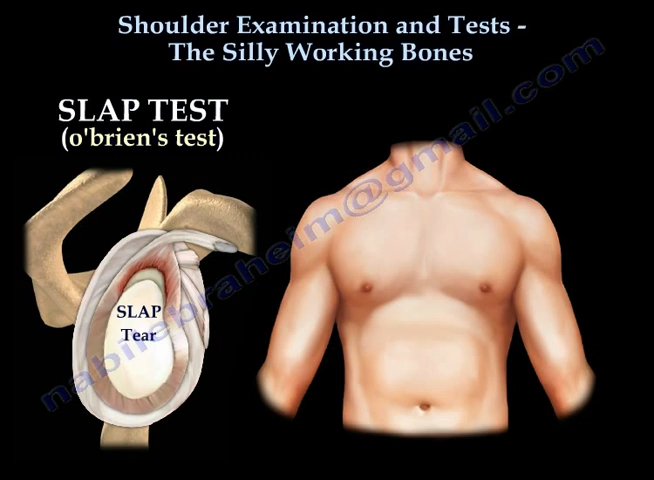 Shoulder Examination and Tests -
The Silly Working Bones
SLAP TEST
(o'brien's test)
SLAP
Tear
nabilebraheim@gmail.com